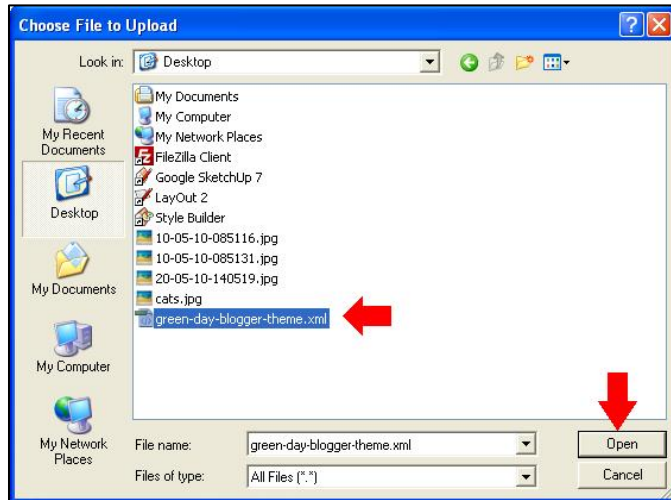 Choose File to Upload
Look in:
Desktop
My Recent
Documents
Desktop
My Documents
My Computer
My Network
Places
My Documents
My Computer
My Network Places
FileZilla Client
Google SketchUp 7
LayOut 2
Style Builder
10-05-10-085116.jpg
10-05-10-085131.jpg
20-05-10-140519.jpg
cats.jpg
green-day-blogger-theme.xml
File name:
green-day-blogger-theme.xml
Open
Files of type:
All Files (*.*)
Cancel